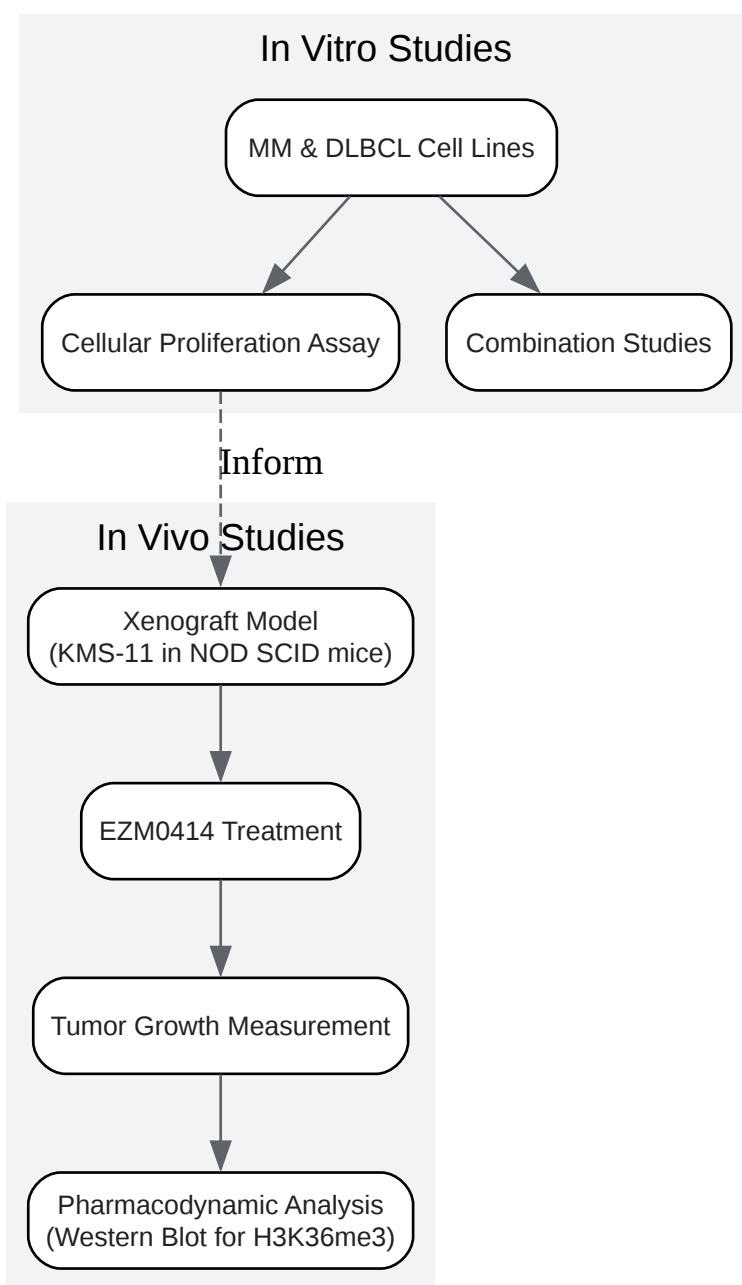 In Vitro Studies
MM & DLBCL Cell Lines
Cellular Proliferation Assay
Combination Studies
Inform
In Vivo Studies
Xenograft Model
(KMS-11 in NOD SCID mice)
EZM0414 Treatment
Tumor Growth Measurement
Pharmacodynamic Analysis
(Western Blot for H3K36me3)